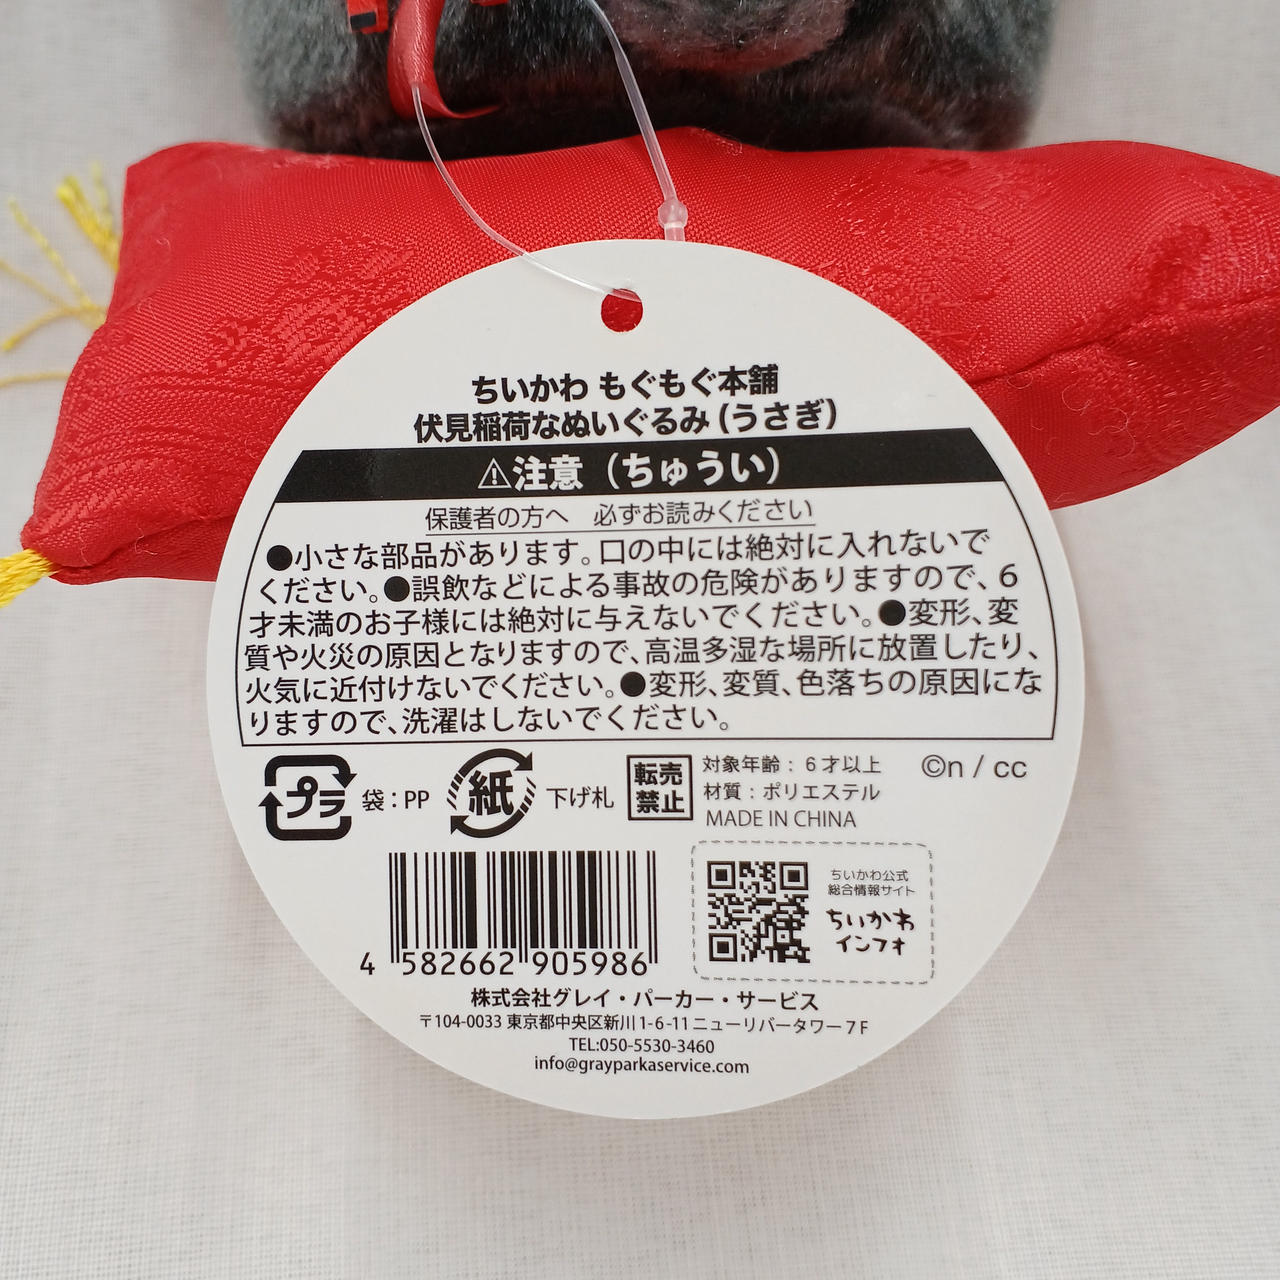 ちいかわ もぐもぐ本舗
伏見稲荷なぬいぐるみ(うさぎ)
⚠注意(ちゅうい)
保護者の方へ 必ずお読みください
●小さな部品があります。口の中には絶対に入れないで
ください。●誤飲などによる事故の危険がありますので、6
才未満のお子様には絶対に与えないでください。●変形、変
質や火災の原因となりますので、高温多湿な場所に放置したり、
火気に近付けないでください。●変形、変質、色落ちの原因にな
りますので、洗濯はしないでください。
プラ
袋:PP
紙
下げ札
転売
禁止
対象年齢:6才以上
材質:ポリエステル
MADE IN CHINA
©n / cc
4 582662 905986
ちいかわ公式
総合情報サイト
ちいかわ
インフォ
株式会社グレイ・パーカー・サービス
〒104-0033 東京都中央区新川1-6-11 ニューリバータワー7F
TEL:050-5530-3460
info@grayparkaservice.com